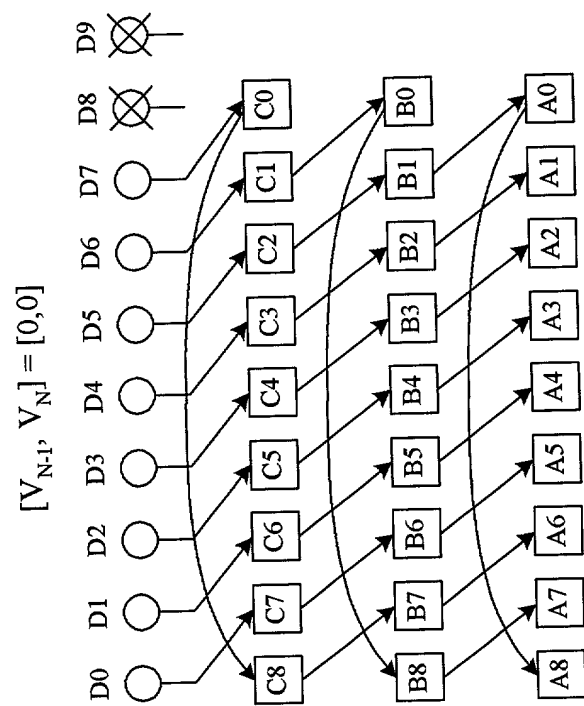 [V_{N-1}, V_N] = [0,0]
D0 D1 D2 D3 D4 D5 D6 D7 D8 D9
C8 C7 C6 C5 C4 C3 C2 C1 C0
B8 B7 B6 B5 B4 B3 B2 B1 B0
A8 A7 A6 A5 A4 A3 A2 A1 A0